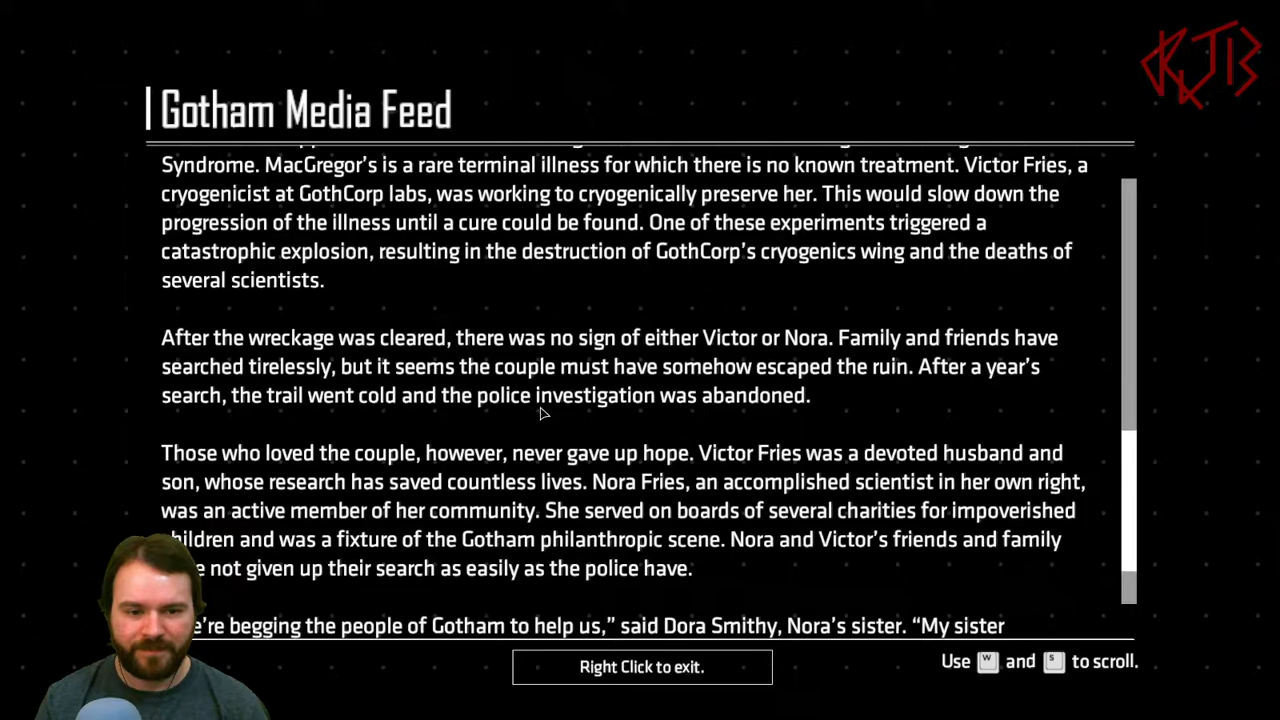 KJB
Gotham Media Feed
Syndrome. MacGregor's is a rare terminal illness for which there is no known treatment. Victor Fries, a
cryogenicist at GothCorp labs, was working to cryogenically preserve her. This would slow down the
progression of the illness until a cure could be found. One of these experiments triggered a
catastrophic explosion, resulting in the destruction of GothCorp's cryogenics wing and the deaths of
several scientists.
After the wreckage was cleared, there was no sign of either Victor or Nora. Family and friends have
searched tirelessly, but it seems the couple must have somehow escaped the ruin. After a year's
search, the trail went cold and the police investigation was abandoned.
Those who loved the couple, however, never gave up hope. Victor Fries was a devoted husband and
son, whose research has saved countless lives. Nora Fries, an accomplished scientist in her own right,
was an active member of her community. She served on boards of several charities for impoverished
children and was a fixture of the Gotham philanthropic scene. Nora and Victor's friends and family
not given up their search as easily as the police have.
begging the people of Gotham to help us,” said Dora Smithy, Nora's sister. “My sister
Right Click to exit.
Use W and S to scroll.